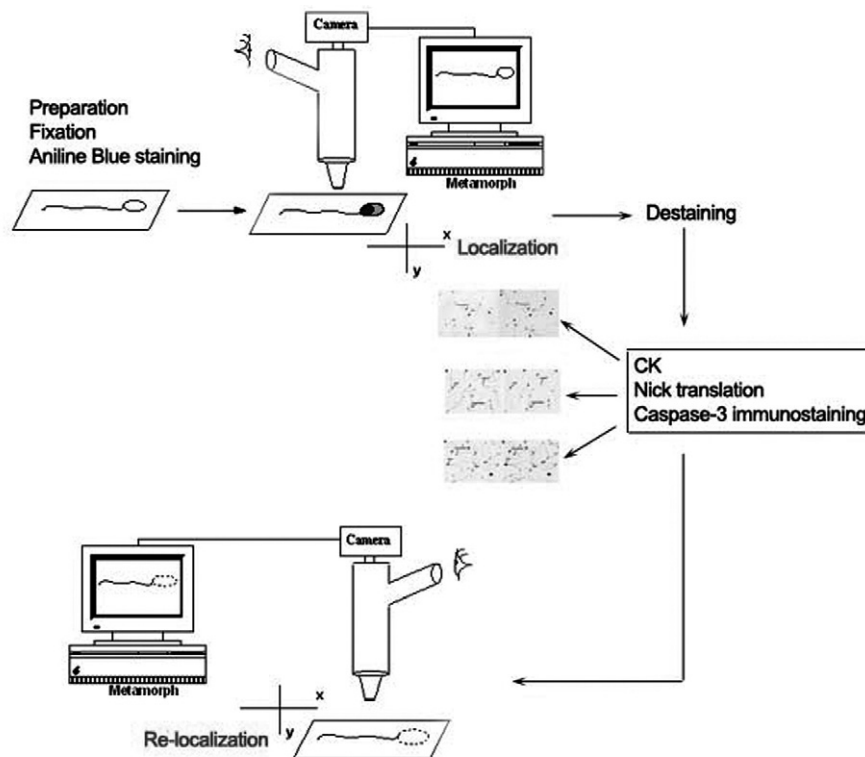 Camera
Preparation
Fixation
Aniline Blue staining
Metamorph
x
y
Localization
Destaining
CK
Nick translation
Caspase-3 immunostaining
Camera
Metamorph
x
y
Re-localization